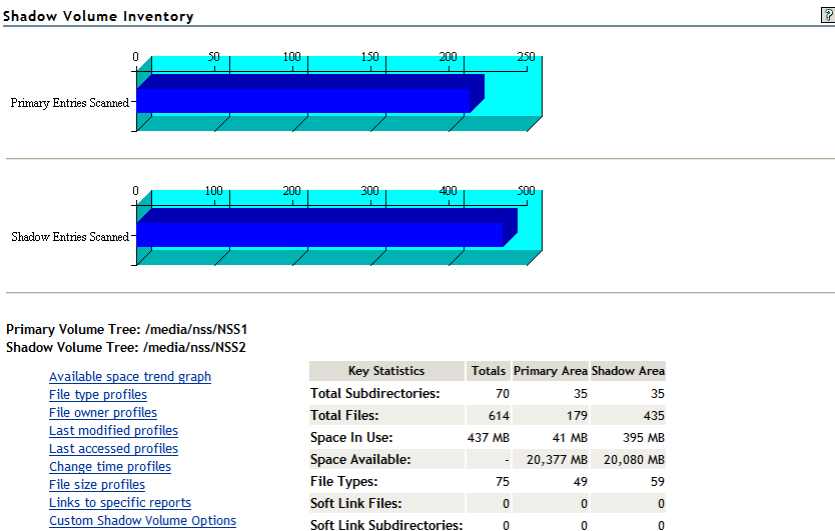 Shadow Volume Inventory
?
0 50 100 150 200 250
Primary Entries Scanned
0 100 200 300 400 500
Shadow Entries Scanned
Primary Volume Tree: /media/nss/NSS1
Shadow Volume Tree: /media/nss/NSS2
Available space trend graph
File type profiles
File owner profiles
Last modified profiles
Last accessed profiles
Change time profiles
File size profiles
Links to specific reports
Custom Shadow Volume Options
Key Statistics Totals Primary Area Shadow Area
Total Subdirectories: 70 35 35
Total Files: 614 179 435
Space In Use: 437 MB 41 MB 395 MB
Space Available: - 20,377 MB 20,080 MB
File Types: 75 49 59
Soft Link Files: 0 0 0
Soft Link Subdirectories: 0 0 0